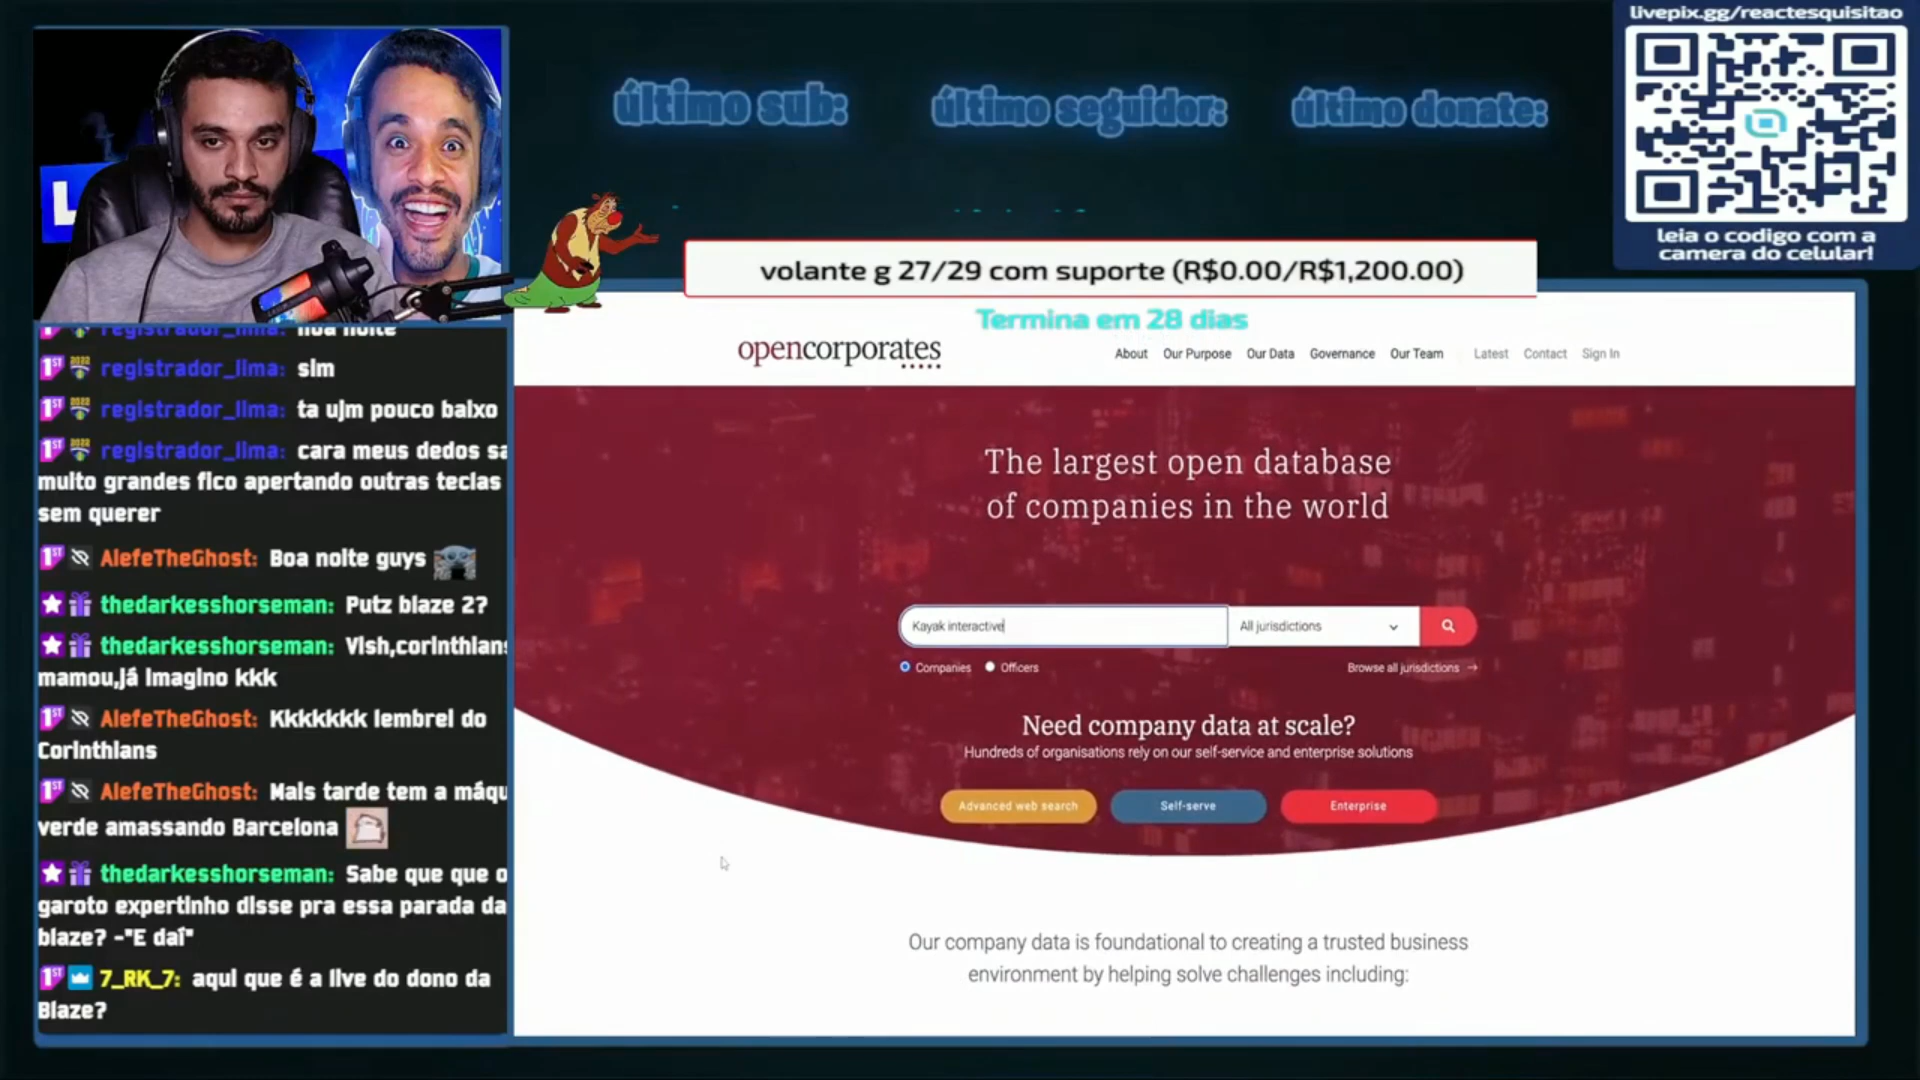 livepix.gg/reactesquisitao
último sub:
último seguidor:
último donate:
leia o codigo com a
camera do celular!
volante g 27/29 com suporte (R$0.00/R$1,200.00)
Termina em 28 dias
opencorporates
About Our Purpose Our Data Governance Our Team Latest Contact Sign In
The largest open database
of companies in the world
Kayak interactive
All jurisdictions
Companies Officers
Browse all jurisdictions →
Need company data at scale?
Hundreds of organisations rely on our self-service and enterprise solutions
Advanced web search
Self-serve
Enterprise
Our company data is foundational to creating a trusted business
environment by helping solve challenges including:
registrador_lima: noa noite
registrador_lima: sim
registrador_lima: ta ujm pouco baixo
registrador_lima: cara meus dedos sa
muito grandes fico apertando outras teclas
sem querer
AlefeTheGhost: Boa noite guys
thedarkesshorseman: Putz blaze 2?
thedarkesshorseman: Vish,corinthians
mamou,já imagino kkk
AlefeTheGhost: Kkkkkkk lembrei do
Corinthians
AlefeTheGhost: Mais tarde tem a máqu
verde amassando Barcelona
thedarkesshorseman: Sabe que que o
garoto expertinho disse pra essa parada da
blaze? -"E daí"
7_RK_7: aqui que é a live do dono da
Blaze?